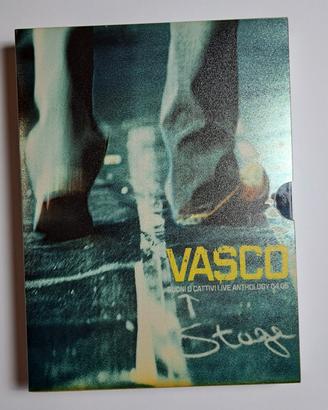 VASCO
BUONI O CATTIVI LIVE ANTHOLOGY 04.05
↑
Stage